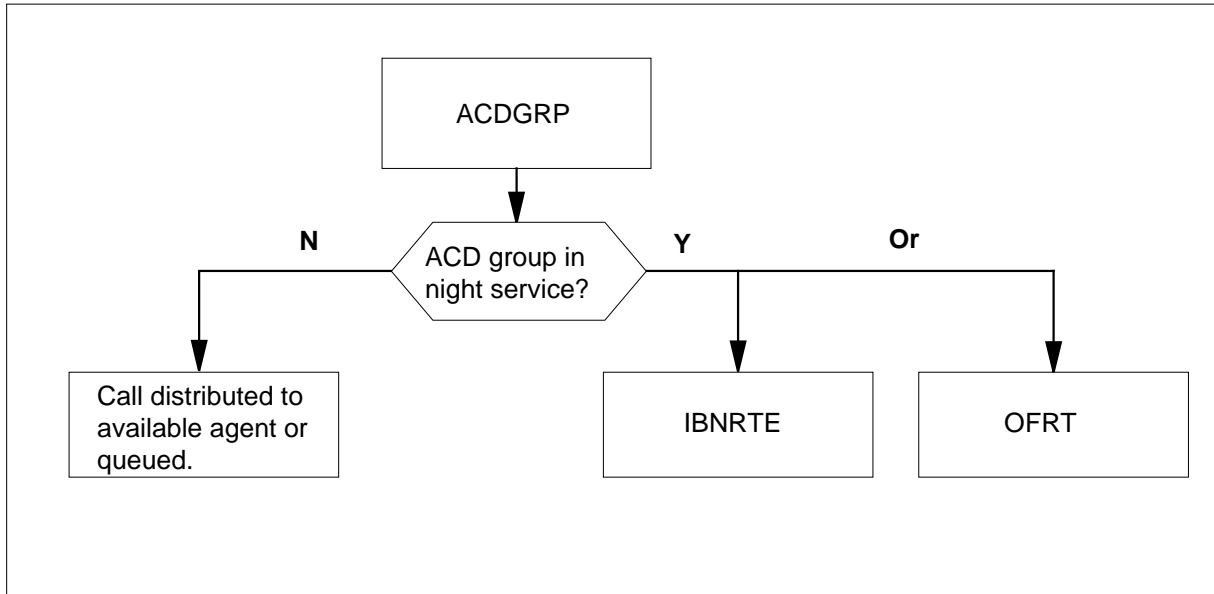 ACDGRP
N
ACD group in
night service?
Y
Or
Call distributed to
available agent or
queued.
IBNRTE
OFRT